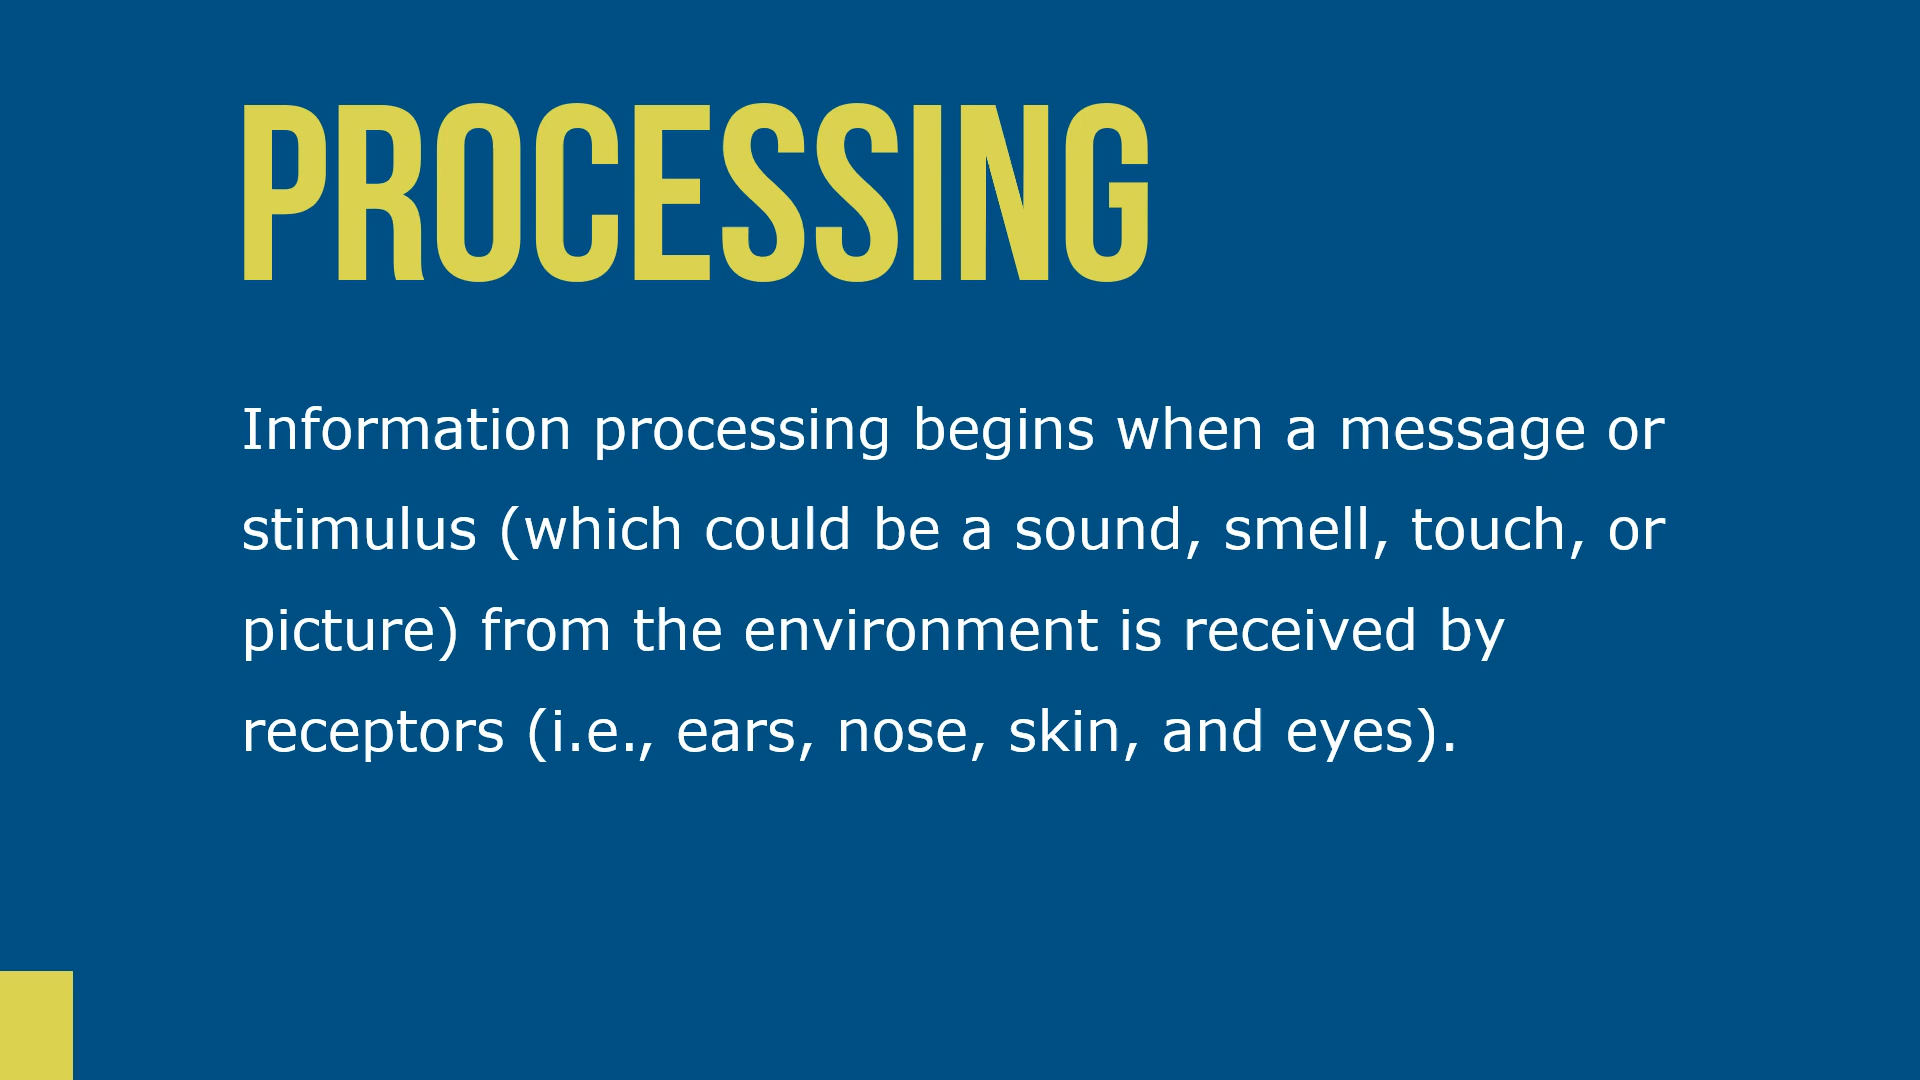 PROCESSING
Information processing begins when a message or
stimulus (which could be a sound, smell, touch, or
picture) from the environment is received by
receptors (i.e., ears, nose, skin, and eyes).